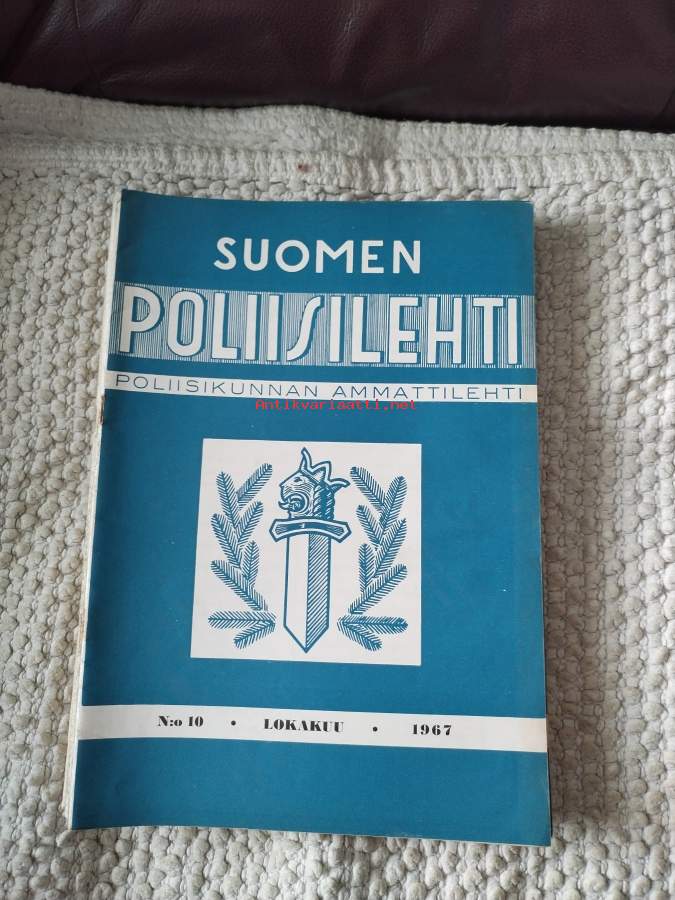 SUOMEN
POLIISILEHTI
POLIISIKUNNAN AMMATTILEHTI
Antikvariaatti.net
N:o 10 • LOKAKUU • 1967